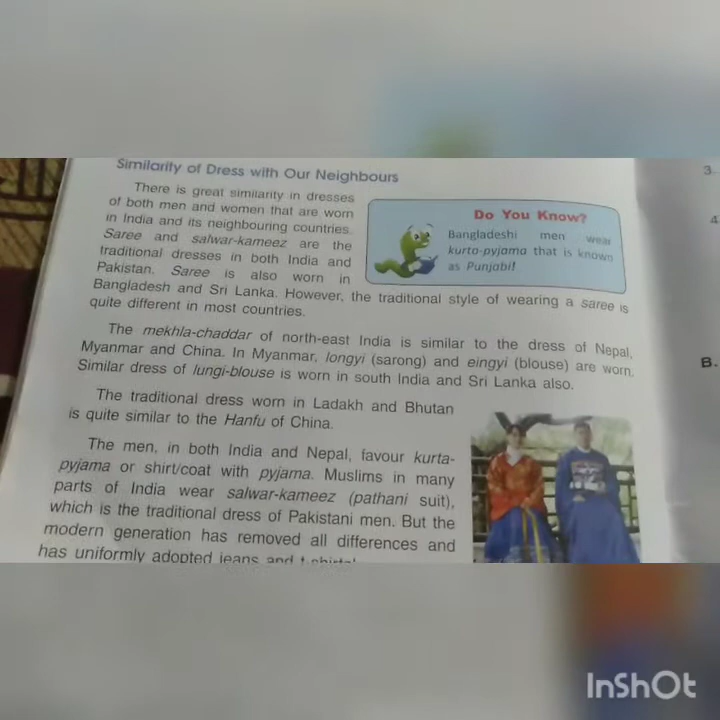 Similarity of Dress with Our Neighbours
There is great similarity in dresses
of both men and women that are worn
in India and its neighbouring countries.
Saree and salwar-kameez are the
traditional dresses in both India and
Pakistan. Saree is also worn in
Bangladesh and Sri Lanka. However, the traditional style of wearing a saree is
quite different in most countries.
Do You Know?
Bangladeshi men wear
kurto-pyjama that is known
as Punjabi!
The mekhla-chaddar of north-east India is similar to the dress of Nepal,
Myanmar and China. In Myanmar, longyi (sarong) and eingyi (blouse) are worn.
Similar dress of lungi-blouse is worn in south India and Sri Lanka also.
The traditional dress worn in Ladakh and Bhutan
is quite similar to the Hanfu of China.
The men, in both India and Nepal, favour kurta-
pyjama or shirt/coat with pyjama. Muslims in many
parts of India wear salwar-kameez (pathani suit),
which is the traditional dress of Pakistani men. But the
modern generation has removed all differences and
has uniformly adopted jeans and
3.
4
B.
InShOt